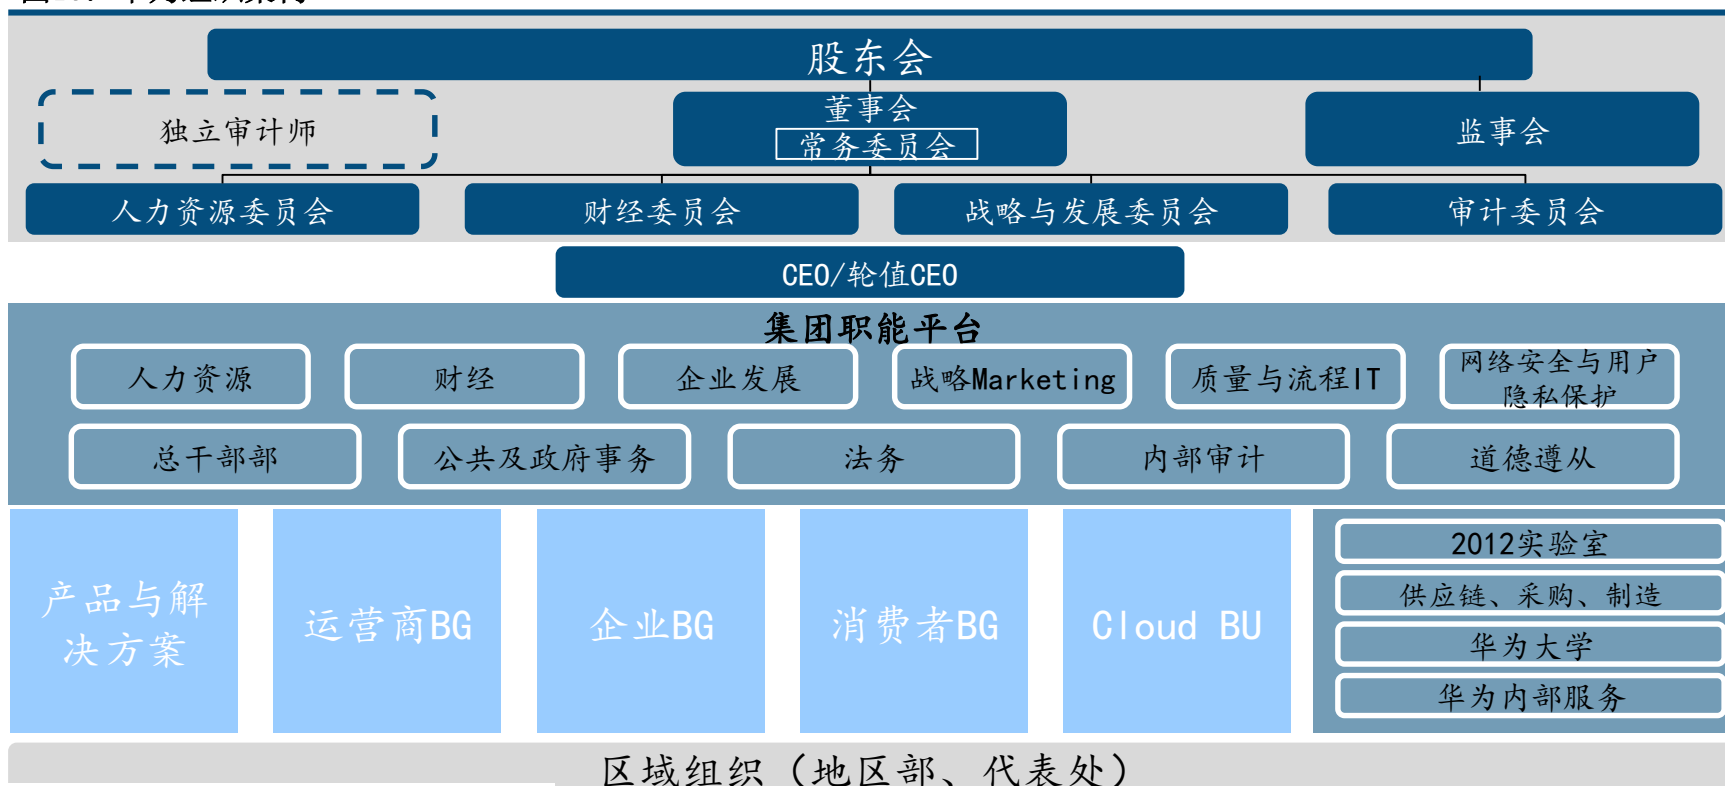 股东会
独立审计师
董事会
常务委员会
监事会
人力资源委员会
财经委员会
战略与发展委员会
审计委员会
CEO/轮值CEO
集团职能平台
人力资源
财经
企业发展
战略Marketing
质量与流程IT
网络安全与用户
隐私保护
总干部部
公共及政府事务
法务
内部审计
道德遵从
产品与解
决方案
运营商BG
企业BG
消费者BG
Cloud BU
2012实验室
供应链、采购、制造
华为大学
华为内部服务
区域组织（地区部、代表处）